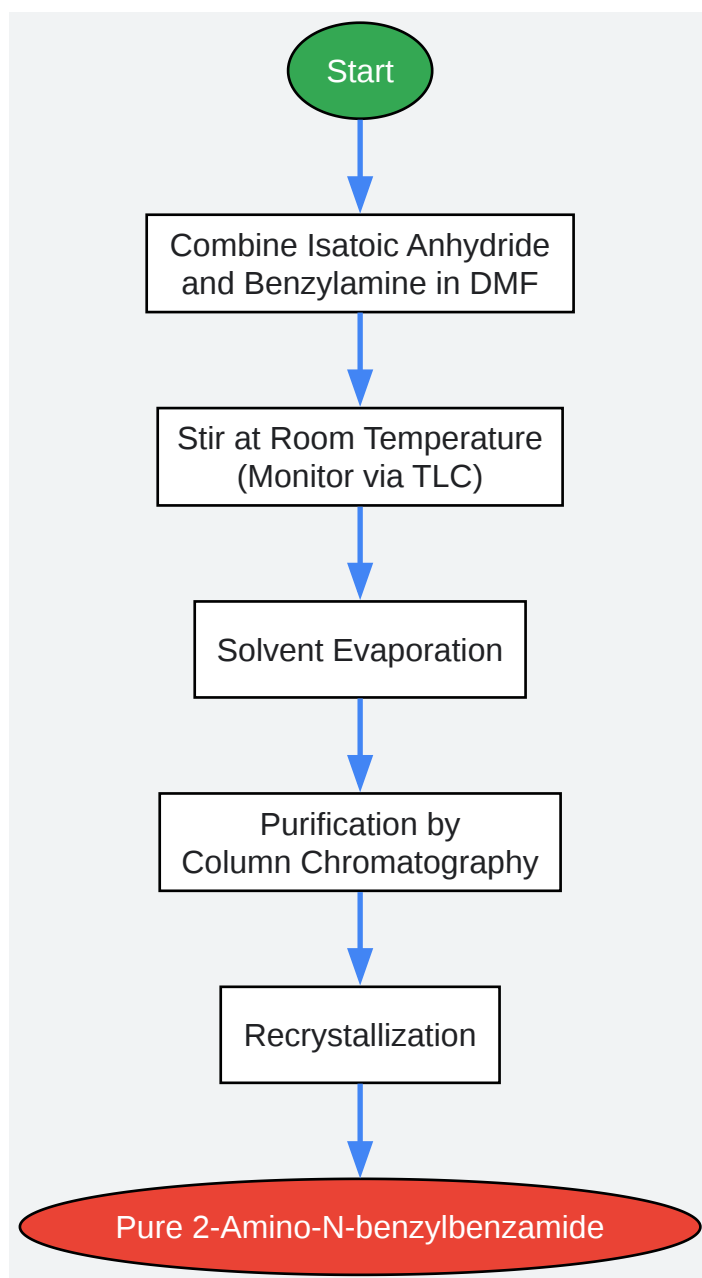 Start
Combine Isatoic Anhydride
and Benzylamine in DMF
Stir at Room Temperature
(Monitor via TLC)
Solvent Evaporation
Purification by
Column Chromatography
Recrystallization
Pure 2-Amino-N-benzylbenzamide